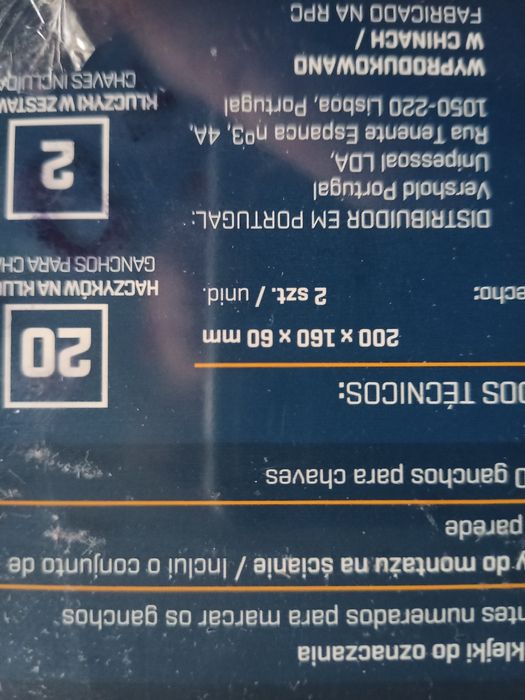 klejki do oznaczania
ntes numerados para marcar os ganchos
y do montażu na ścianie / Inclui o conjunto de
parede
0 ganchos para chaves
DOS TÉCNICOS:
200 x 160 x 60 mm
echo:
2 szt. / unid.
DISTRIBUIDOR EM PORTUGAL:
Vershold Portugal
Unipessoal LDA,
Rua Tenente Espanca nº3, 4A,
1050-220 Lisboa, Portugal
WYPRODUKOWANO
W CHINACH /
FABRICADO NA RPC
20
HACZYKÓW NA KLU
GANCHOS PARA CHA
2
KLUCZYKI W ZESTAW
CHAVES INCLUÍDA